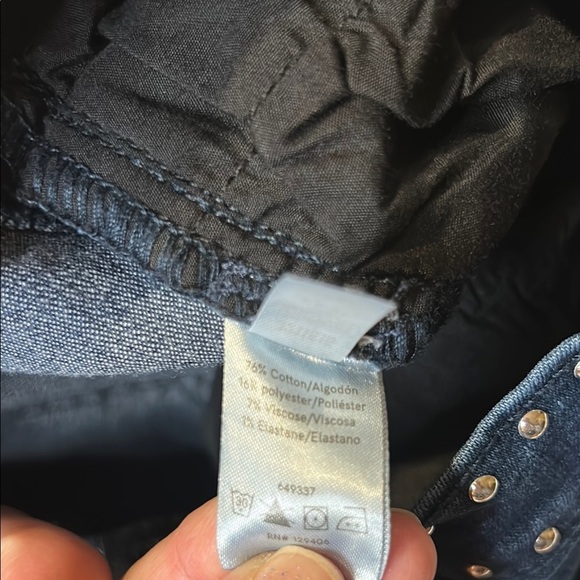 76% Cotton/Algodón
16% polyester/Poliéster
7% Viscose/Viscosa
1% Elastane/Elastano
649337
30
RN# 129406